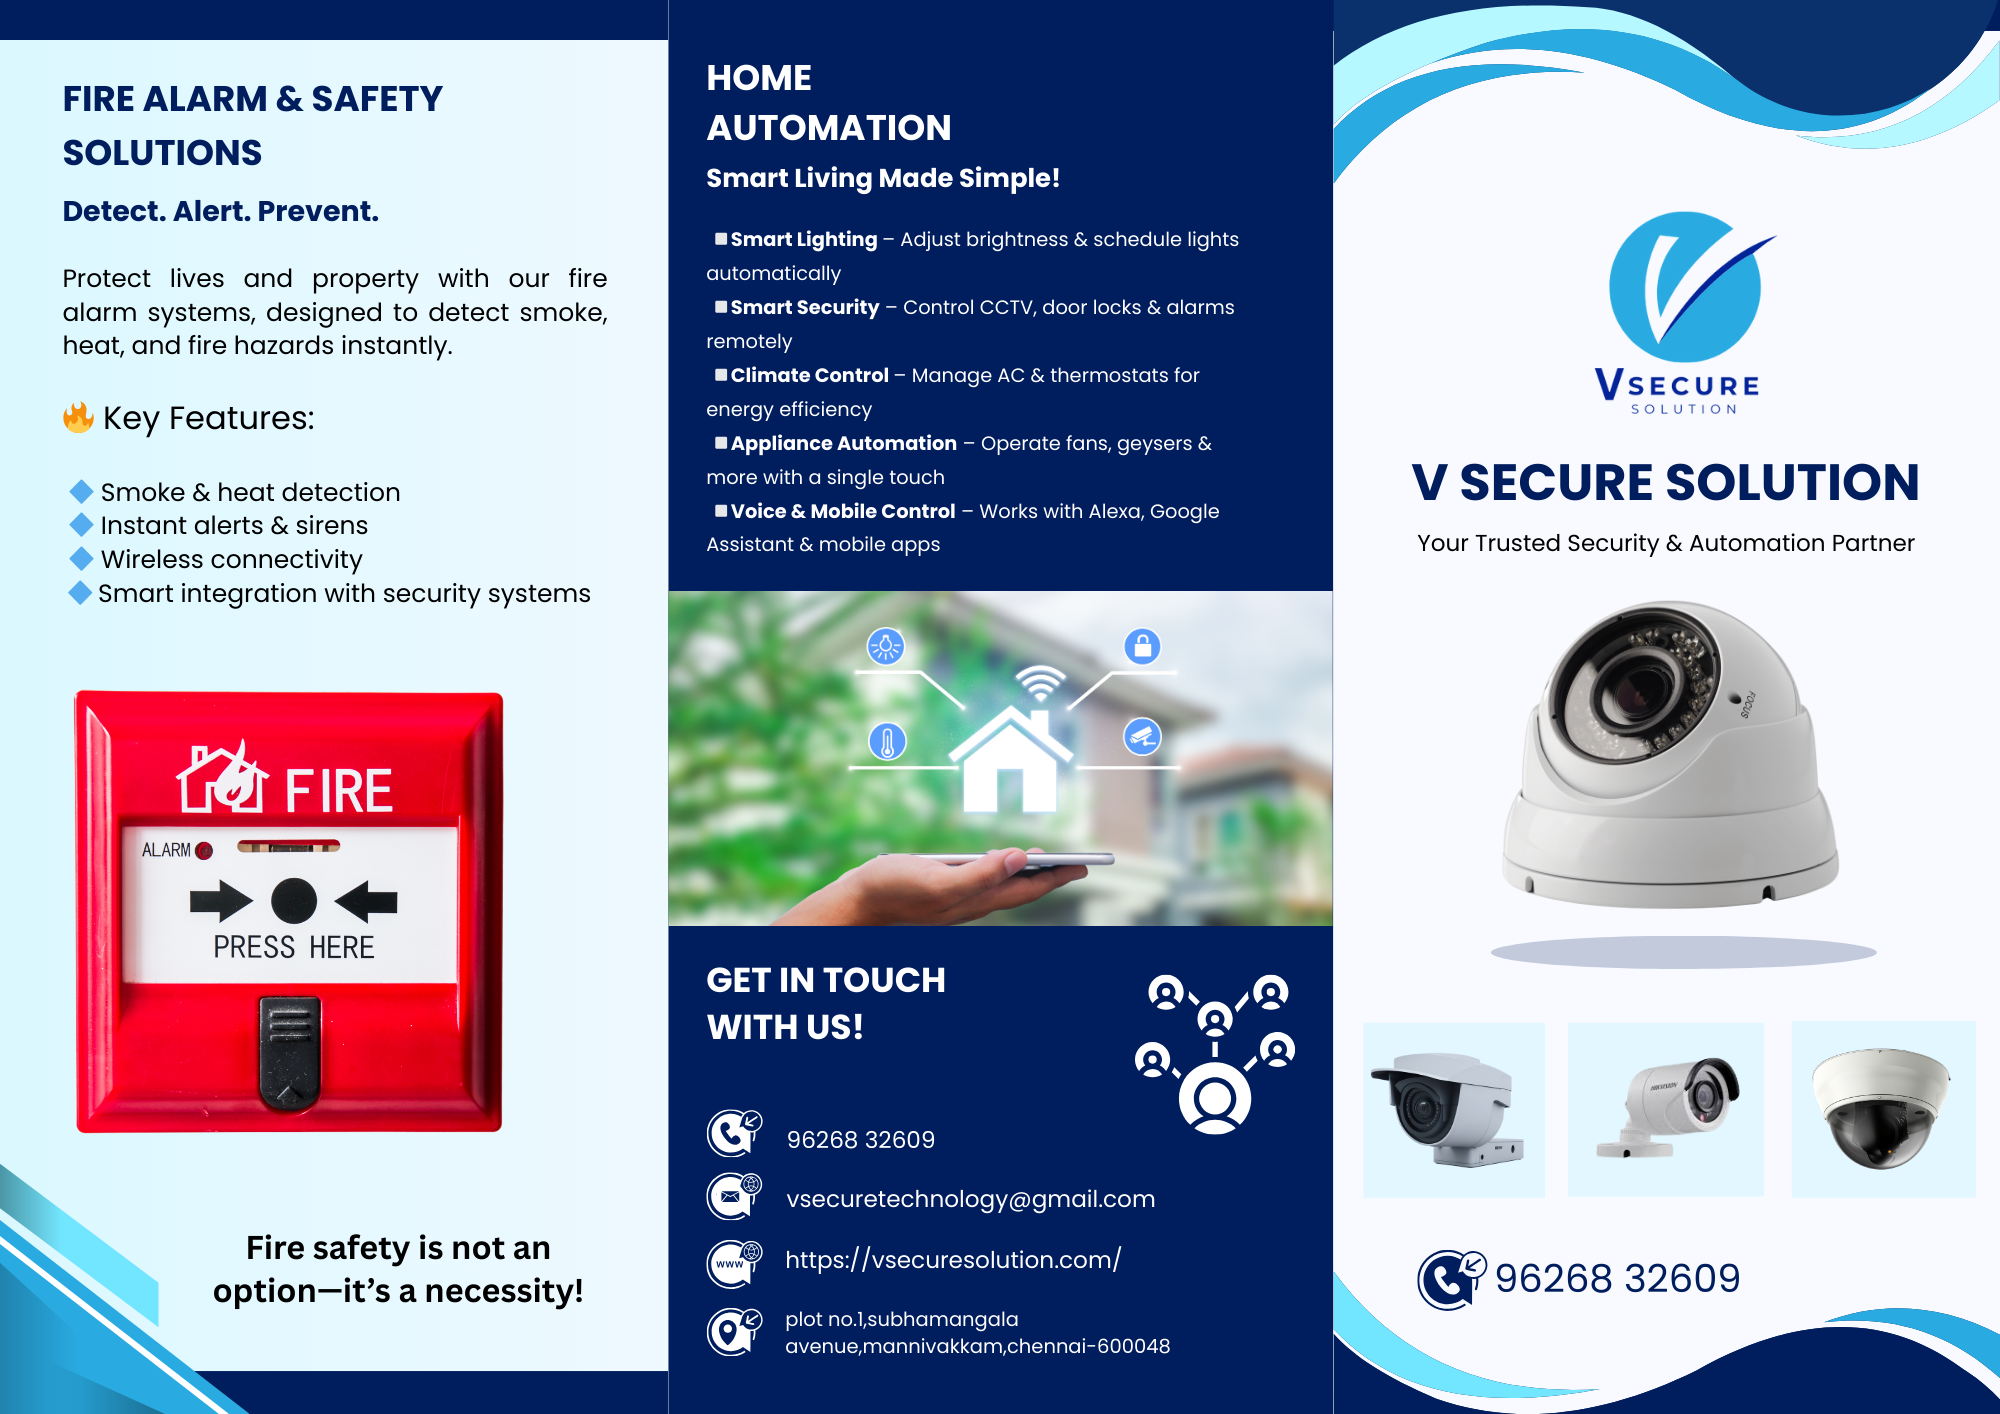 FIRE ALARM & SAFETY
SOLUTIONS
Detect. Alert. Prevent.
Protect lives and property with our fire
alarm systems, designed to detect smoke,
heat, and fire hazards instantly.
🔥 Key Features:
🔷 Smoke & heat detection
🔷 Instant alerts & sirens
🔷 Wireless connectivity
🔷 Smart integration with security systems
FIRE
ALARM
PRESS HERE
Fire safety is not an
option—it's a necessity!
HOME
AUTOMATION
Smart Living Made Simple!
◽Smart Lighting – Adjust brightness & schedule lights
automatically
◽Smart Security – Control CCTV, door locks & alarms
remotely
◽Climate Control – Manage AC & thermostats for
energy efficiency
◽Appliance Automation – Operate fans, geysers &
more with a single touch
◽Voice & Mobile Control – Works with Alexa, Google
Assistant & mobile apps
GET IN TOUCH
WITH US!
96268 32609
vsecuretechnology@gmail.com
www
https://vsecuresolution.com/
plot no.1,subhamangala
avenue,mannivakkam,chennai-600048
VSECURE
SOLUTION
V SECURE SOLUTION
Your Trusted Security & Automation Partner
FOCUS
HIKVISION
96268 32609